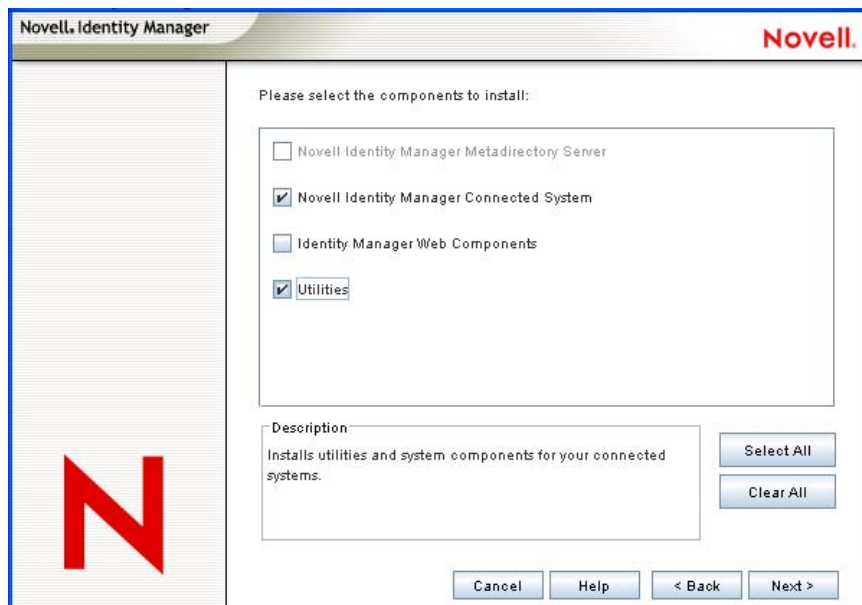 Novell. Identity Manager
Novell.
Please select the components to install:
Novell Identity Manager Metadirectory Server
Novell Identity Manager Connected System
Identity Manager Web Components
Utilities
Description
Installs utilities and system components for your connected
systems.
Select All
Clear All
N
Cancel
Help
< Back
Next >